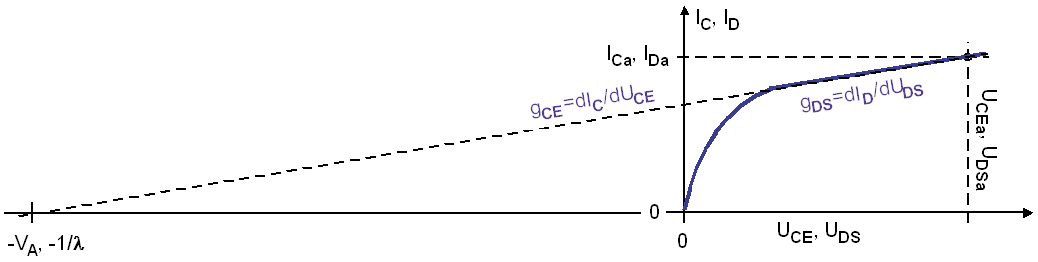 I_C, I_D
I_Ca, I_Da
g_CE=dI_C/dU_CE
g_DS=dI_D/dU_DS
U_CEa, U_DSa
0
-V_A, -1/λ
0
U_CE, U_DS